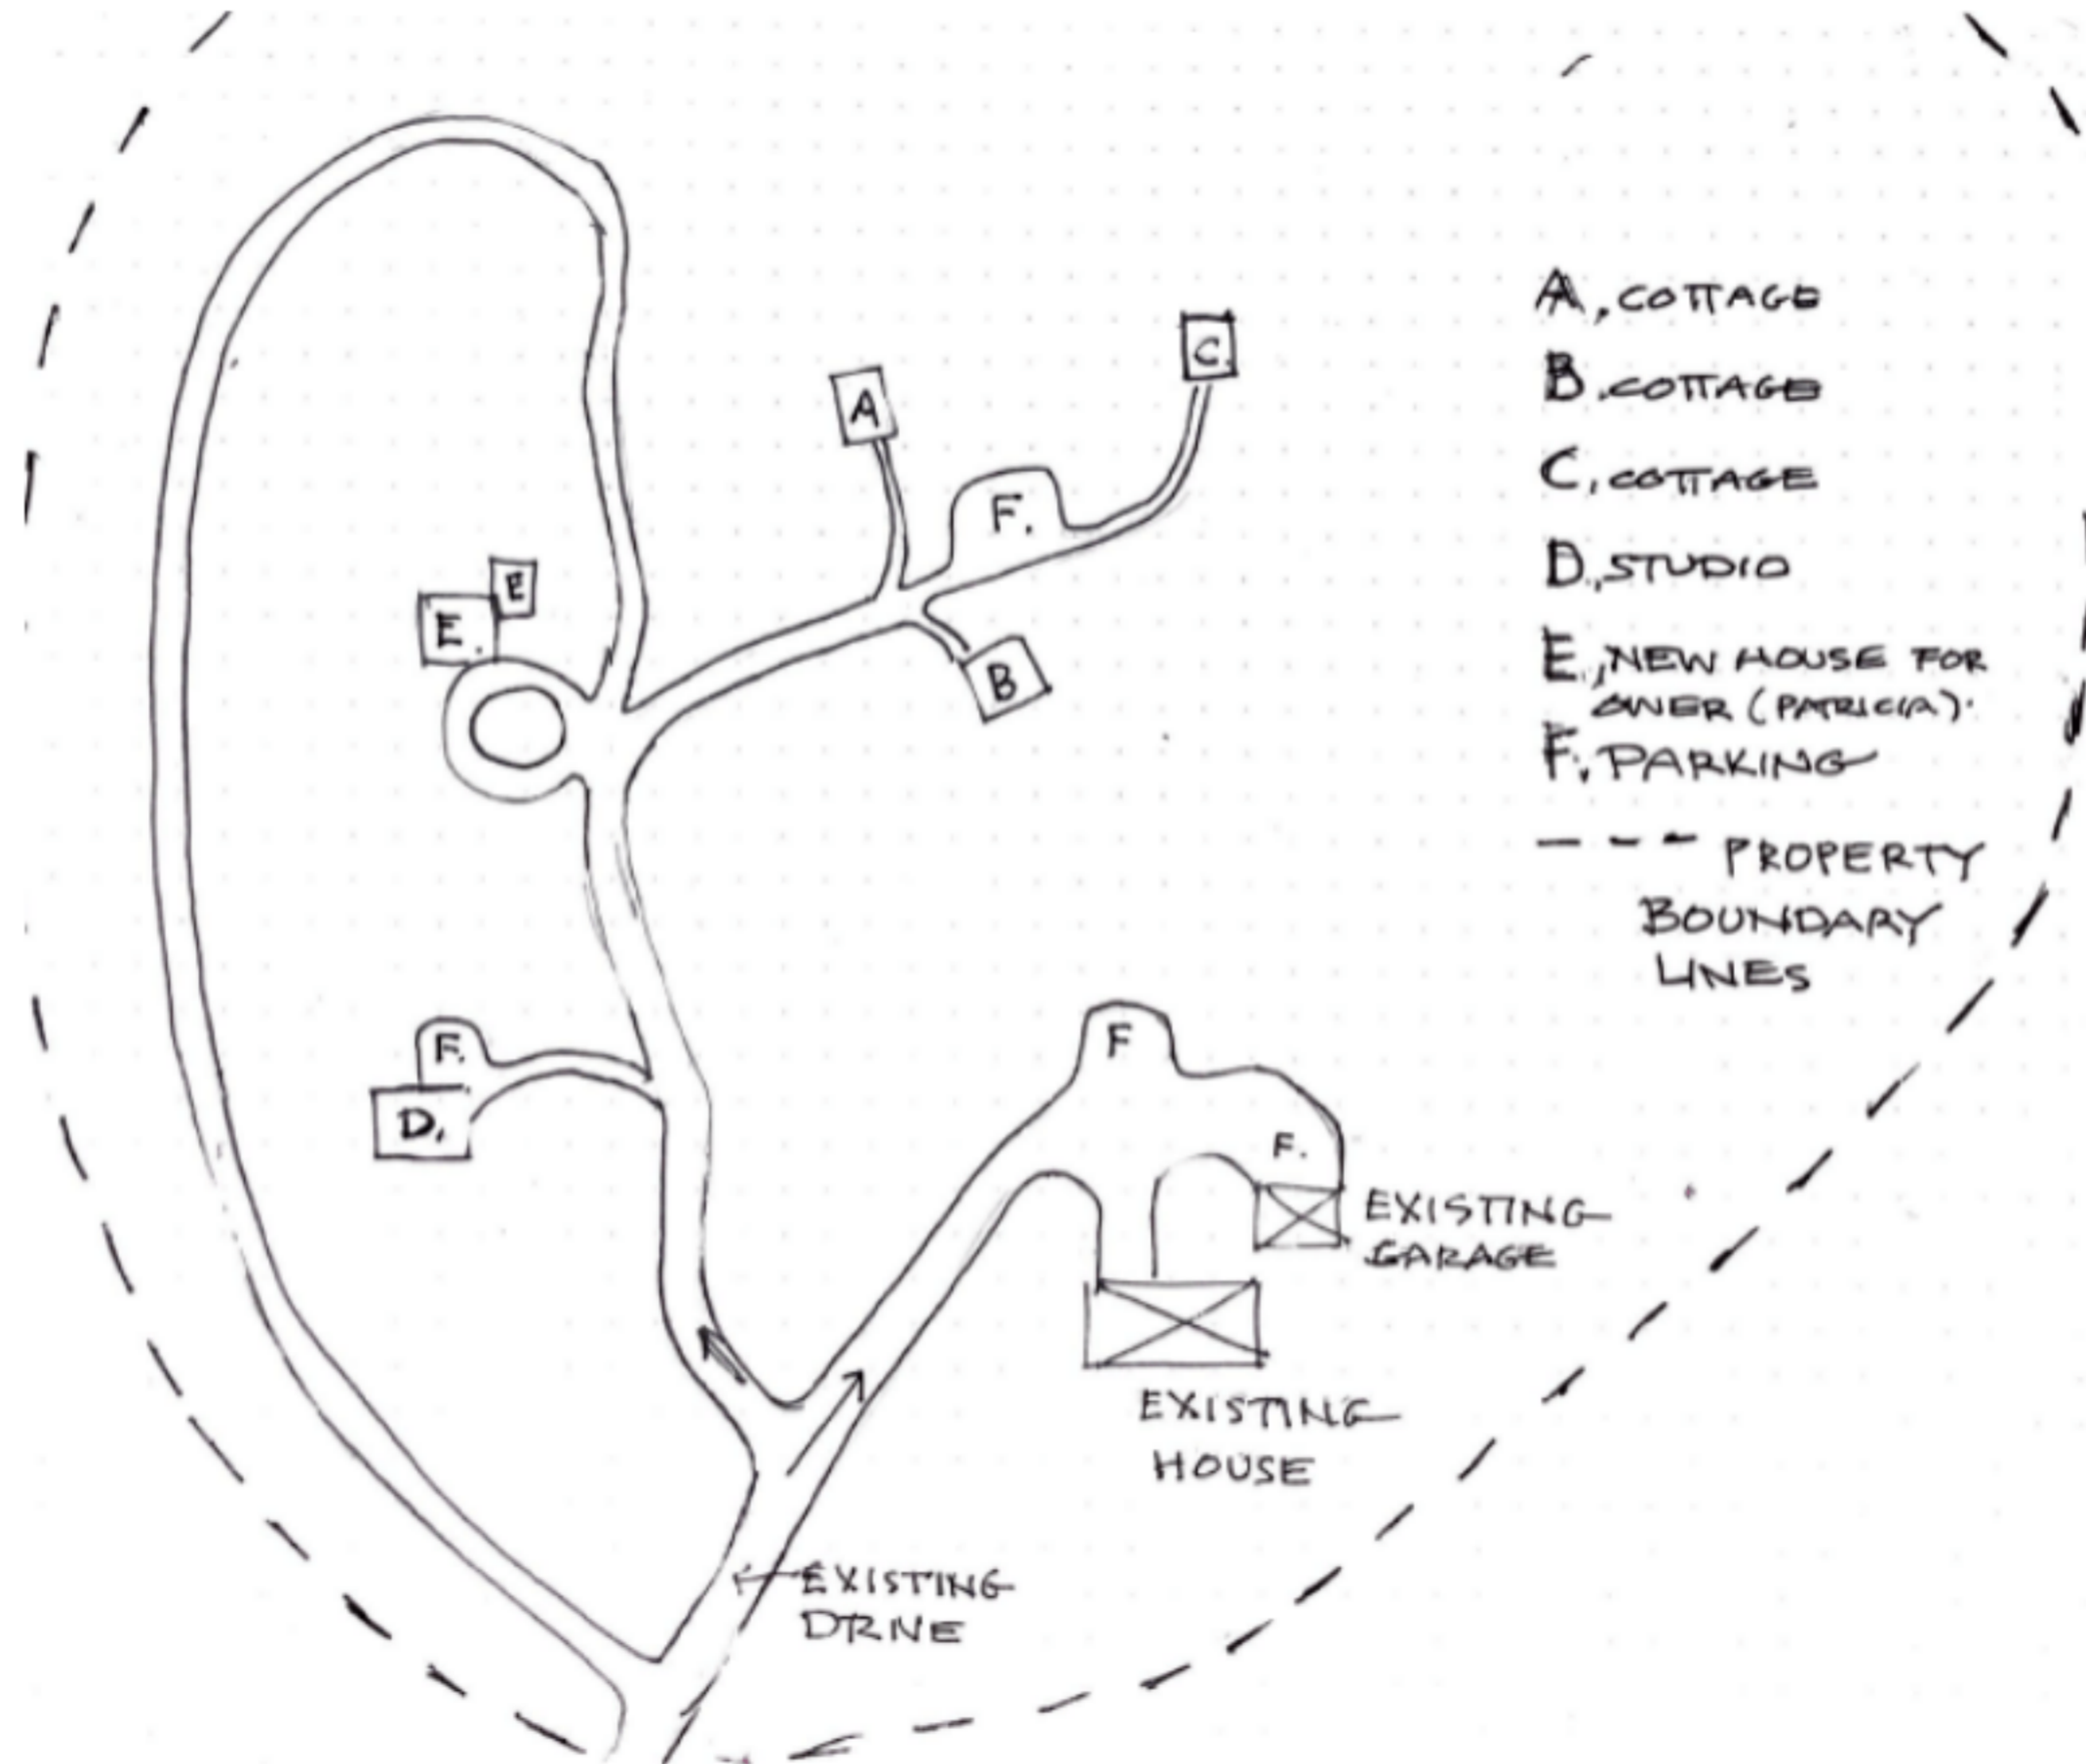 A, COTTAGE
B. COTTAGE
C, COTTAGE
D., STUDIO
E., NEW HOUSE FOR
OWNER (PATRICIA).
F., PARKING
--- PROPERTY
BOUNDARY
LINES
C.
A
F.
E
E.
B
F.
D.
F
F.
EXISTING
GARAGE
EXISTING
HOUSE
EXISTING
DRIVE